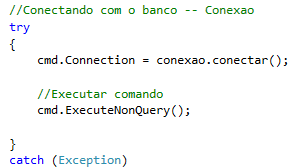 //Conectando com o banco -- Conexao
try
{
cmd.Connection = conexao.conectar();
//Executar comando
cmd.ExecuteNonQuery();
}
catch (Exception)